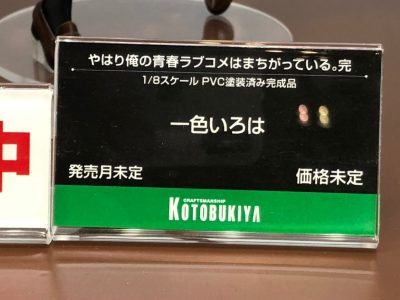 やはり俺の青春ラブコメはまちがっている。完
1/8スケール PVC塗装済み完成品
一色いろは
発売月未定 価格未定
中
CRAFTSMANSHIP
KOTOBUKIYA